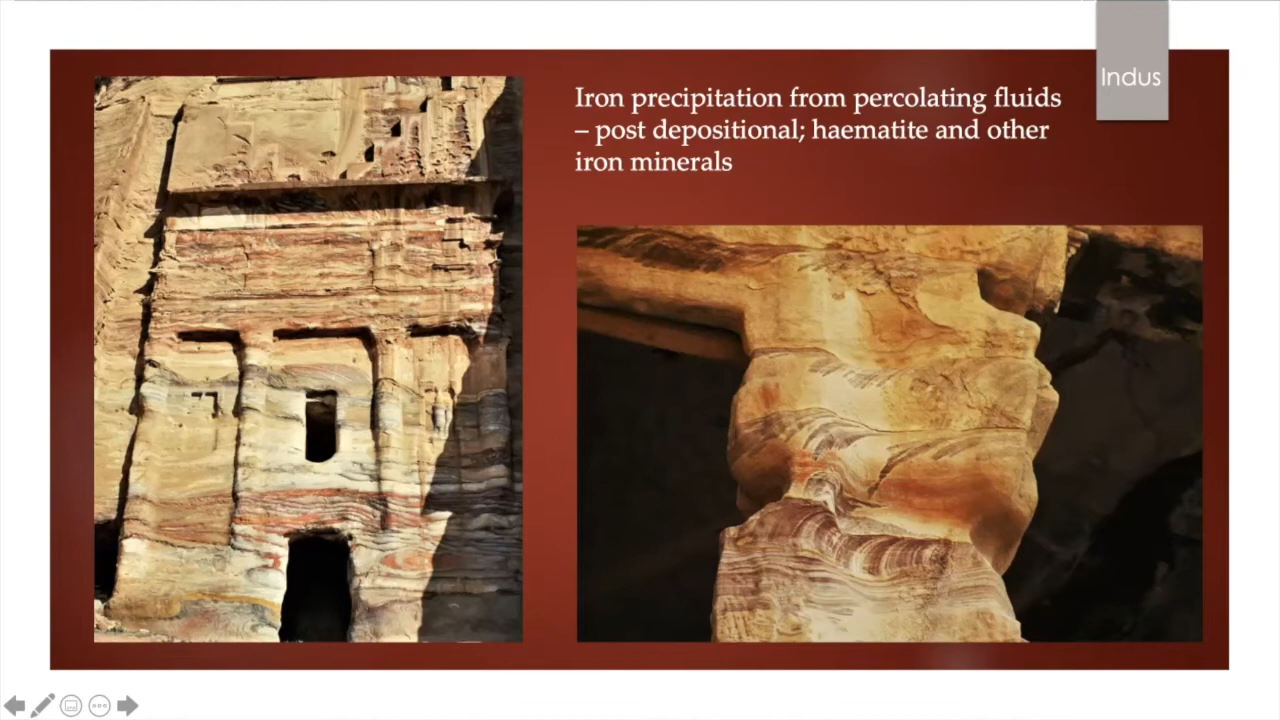 Indus
Iron precipitation from percolating fluids
– post depositional; haematite and other
iron minerals